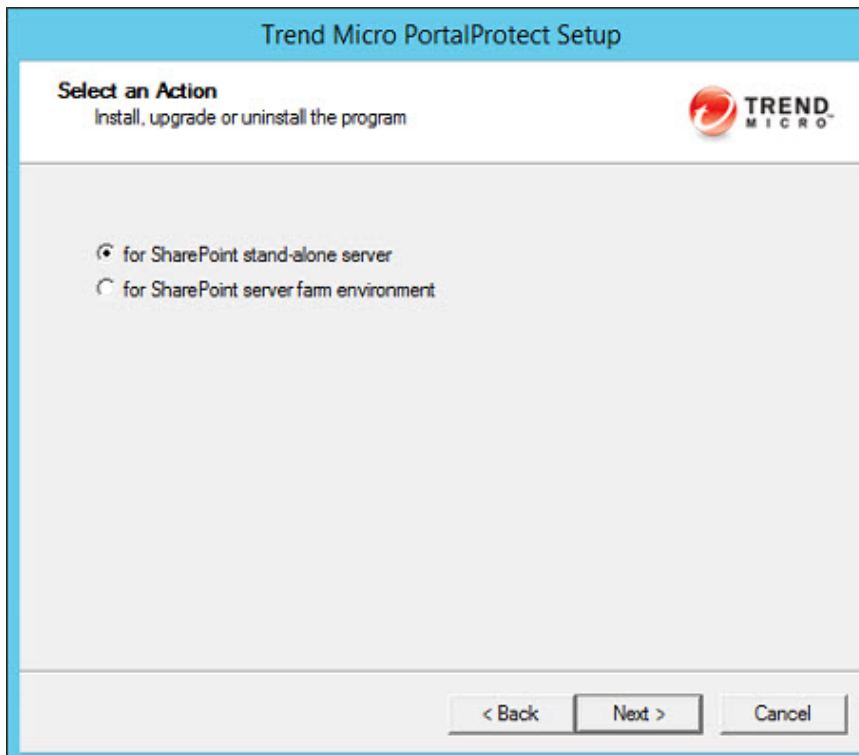 Trend Micro PortalProtect Setup
Select an Action
Install, upgrade or uninstall the program
TREND
MICRO™
for SharePoint stand-alone server
for SharePoint server farm environment
< Back
Next >
Cancel